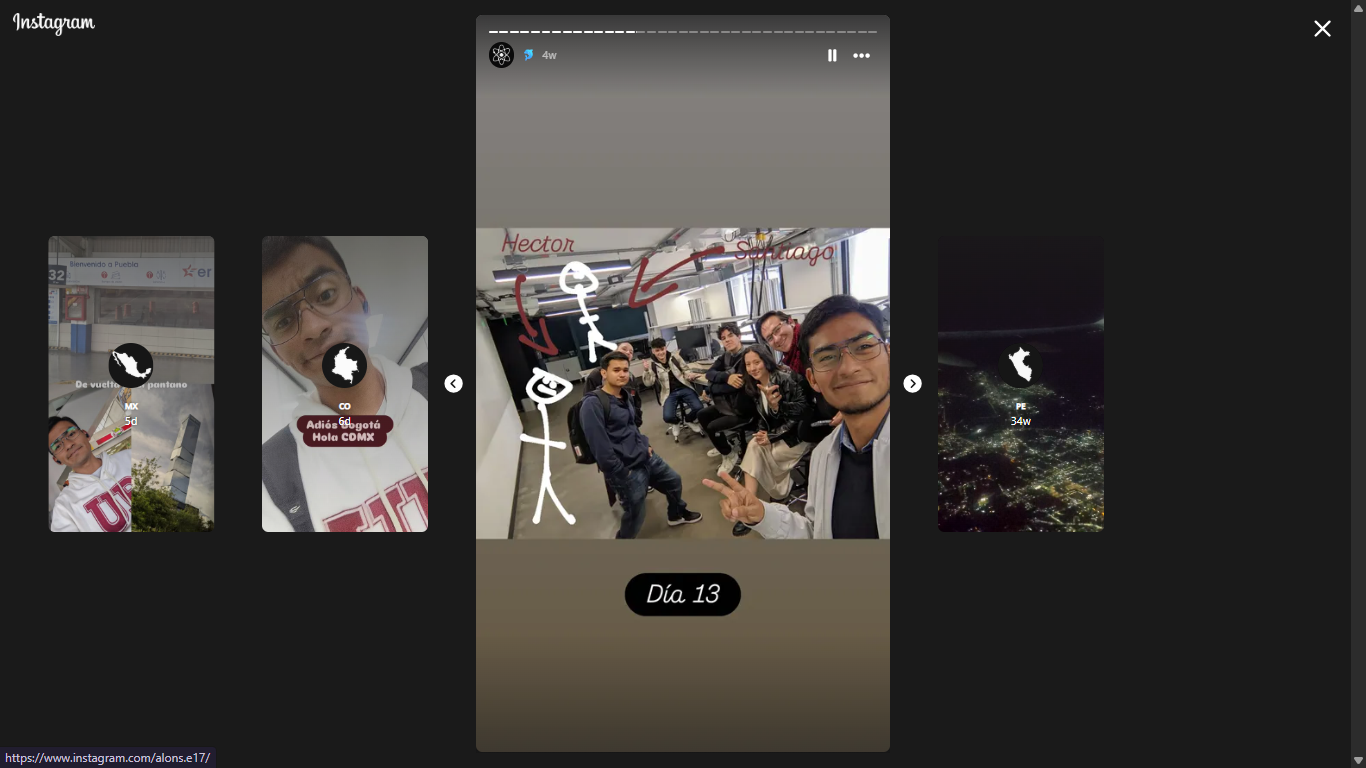 Instagram
4w
Hector
Santiago
Día 13
32
Bienvenido a Puebla
er
De vuelta pantano
MX
5d
CO
6d
Adiós Bogotá
Hola CDMX
PE
34w
https://www.instagram.com/alons.e17/